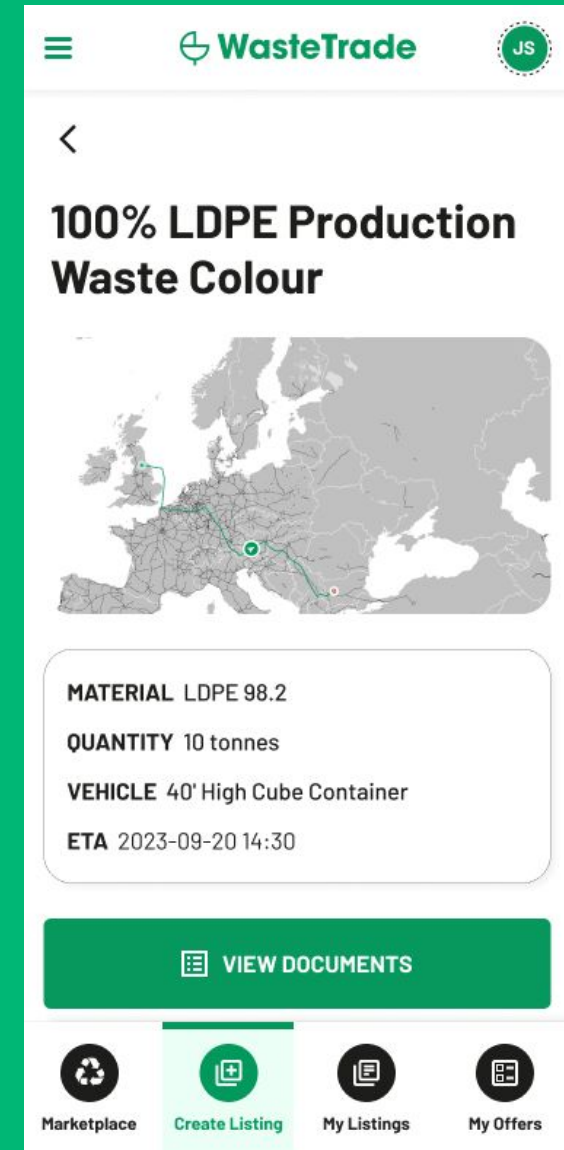 WasteTrade
JS
100% LDPE Production
Waste Colour
MATERIAL LDPE 98.2
QUANTITY 10 tonnes
VEHICLE 40' High Cube Container
ETA 2023-09-20 14:30
VIEW DOCUMENTS
Marketplace
Create Listing
My Listings
My Offers